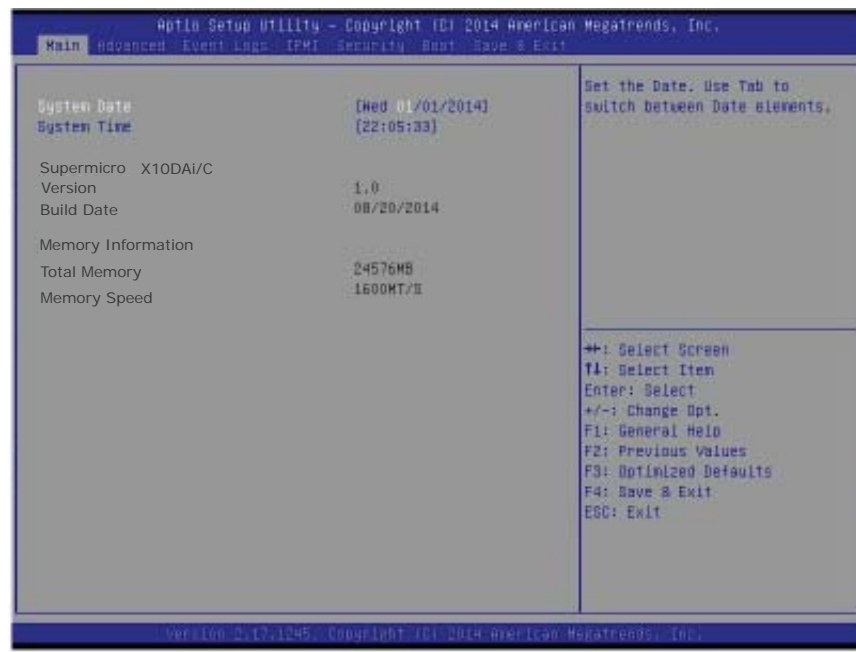 Aptio Setup Utility – Copyright (C) 2014 American Megatrends, Inc.
Main Advanced Event Logs IPMI Security Boot Save & Exit
System Date [Wed 01/01/2014]
System Time [22:05:33]
Supermicro X10DAi/C
Version 1.0
Build Date 08/20/2014
Memory Information
Total Memory 24576MB
Memory Speed 1600MT/s
Set the Date. Use Tab to
switch between Date elements.
→←: Select Screen
↑↓: Select Item
Enter: Select
+/-: Change Opt.
F1: General Help
F2: Previous Values
F3: Optimized Defaults
F4: Save & Exit
ESC: Exit
Version 2.17.1245. Copyright (C) 2014 American Megatrends, Inc.